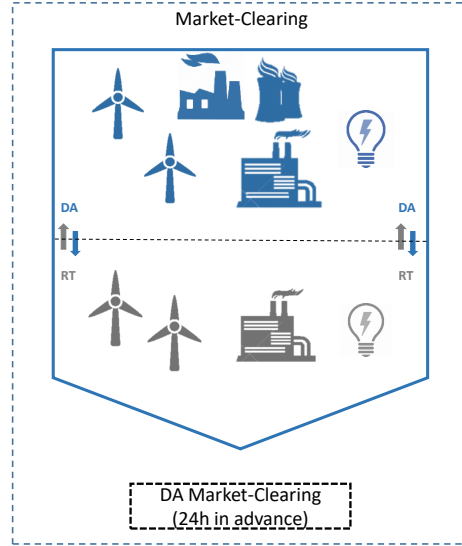 Market-Clearing
DA
DA
RT
RT
DA Market-Clearing
(24h in advance)